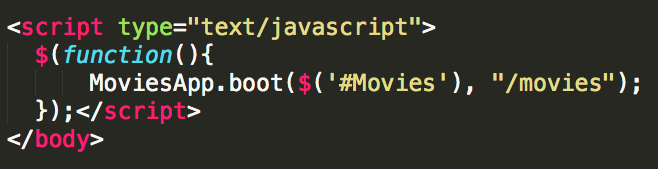 <script type="text/javascript">
  $(function(){
      MoviesApp.boot($('#Movies'), "/movies");
  });</script>
</body>